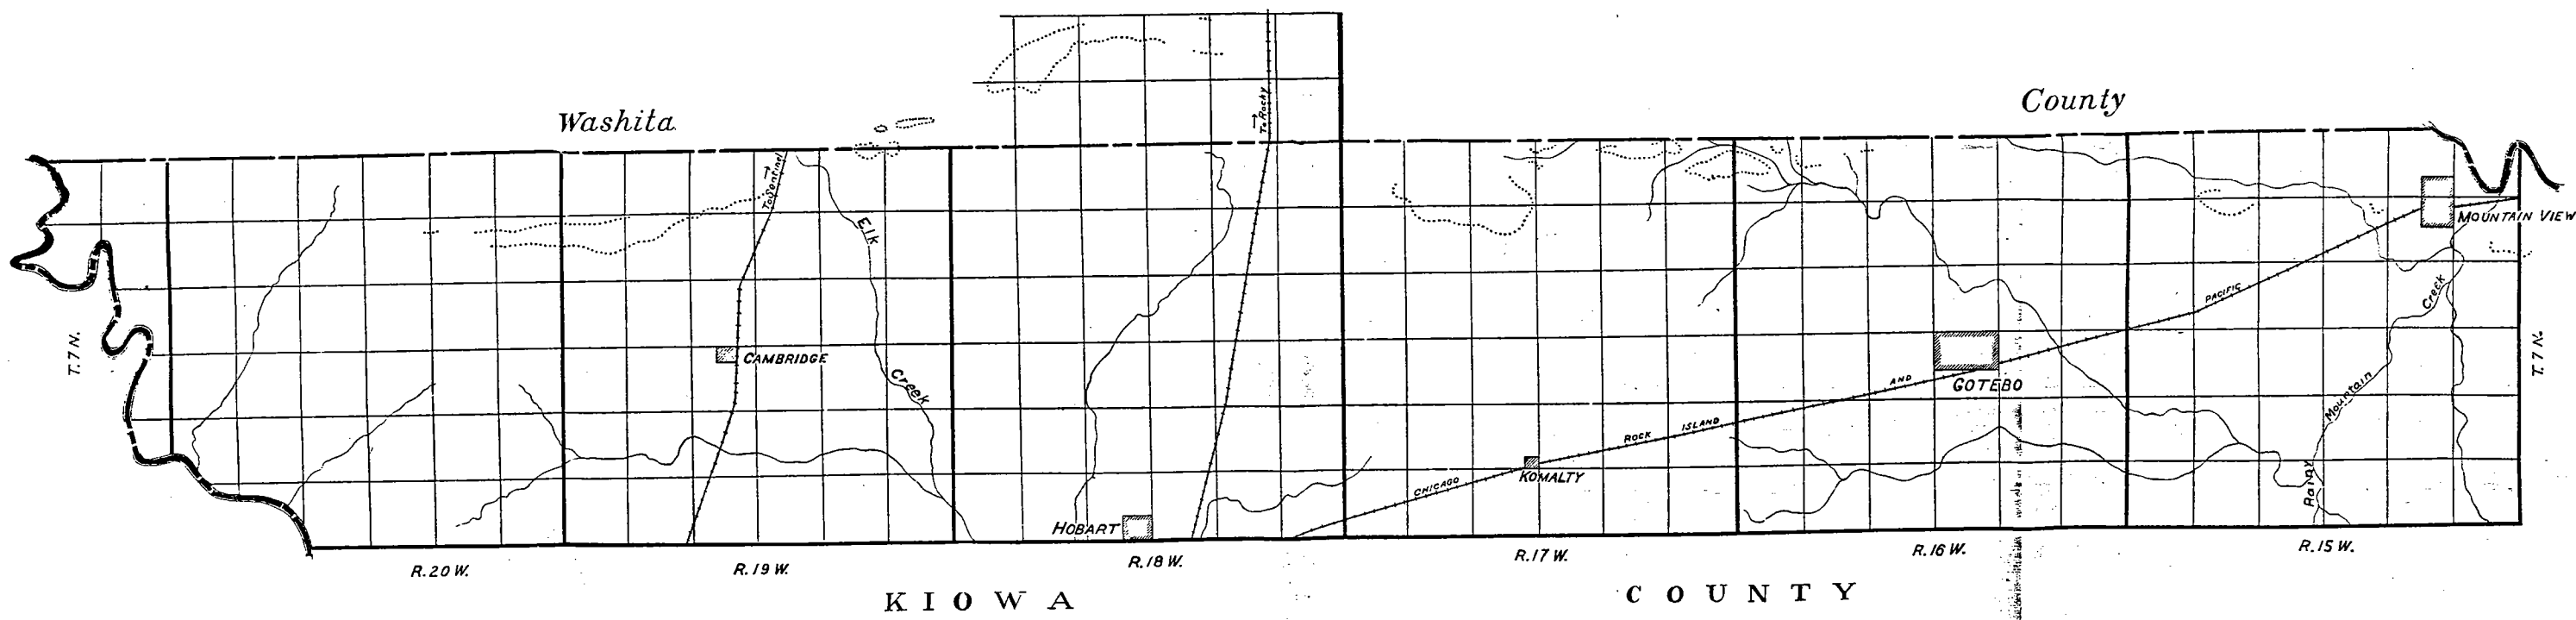 Washita
County
To Rocky
To Sentinel
Elk
Creek
MOUNTAIN VIEW
T. 7 N.
CAMBRIDGE
PACIFIC
Creek
T. 7 N.
AND
GOTEBO
Mountain
ROCK ISLAND
KOMALTY
CHICAGO
Rainy
HOBART
R. 20 W.
R. 19 W.
R. 18 W.
R. 17 W.
R. 16 W.
R. 15 W.
KIOWA
COUNTY